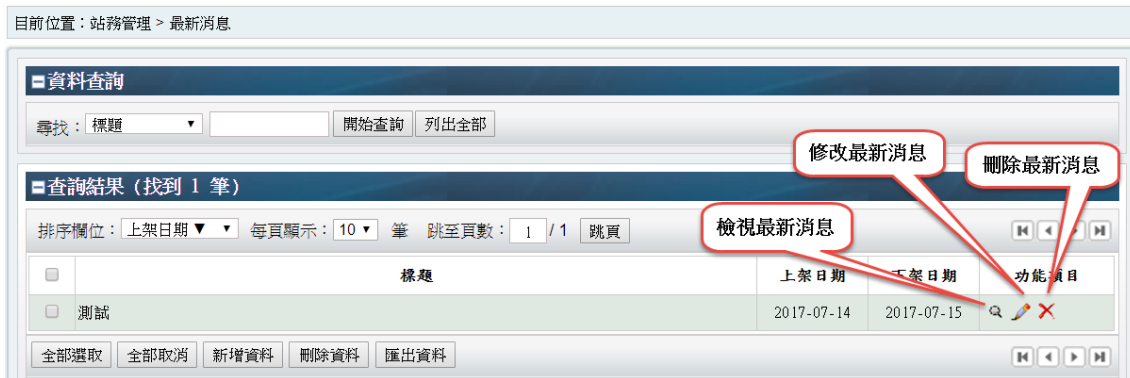 目前位置：站務管理 > 最新消息
資料查詢
尋找：標題 ▼ 開始查詢 列出全部
修改最新消息
刪除最新消息
查詢結果（找到 1 筆）
檢視最新消息
排序欄位：上架日期▼ ▼ 每頁顯示：10 ▼ 筆 跳至頁數：1 / 1 跳頁
標題 上架日期 下架日期 功能項目
測試 2017-07-14 2017-07-15
全部選取 全部取消 新增資料 刪除資料 匯出資料